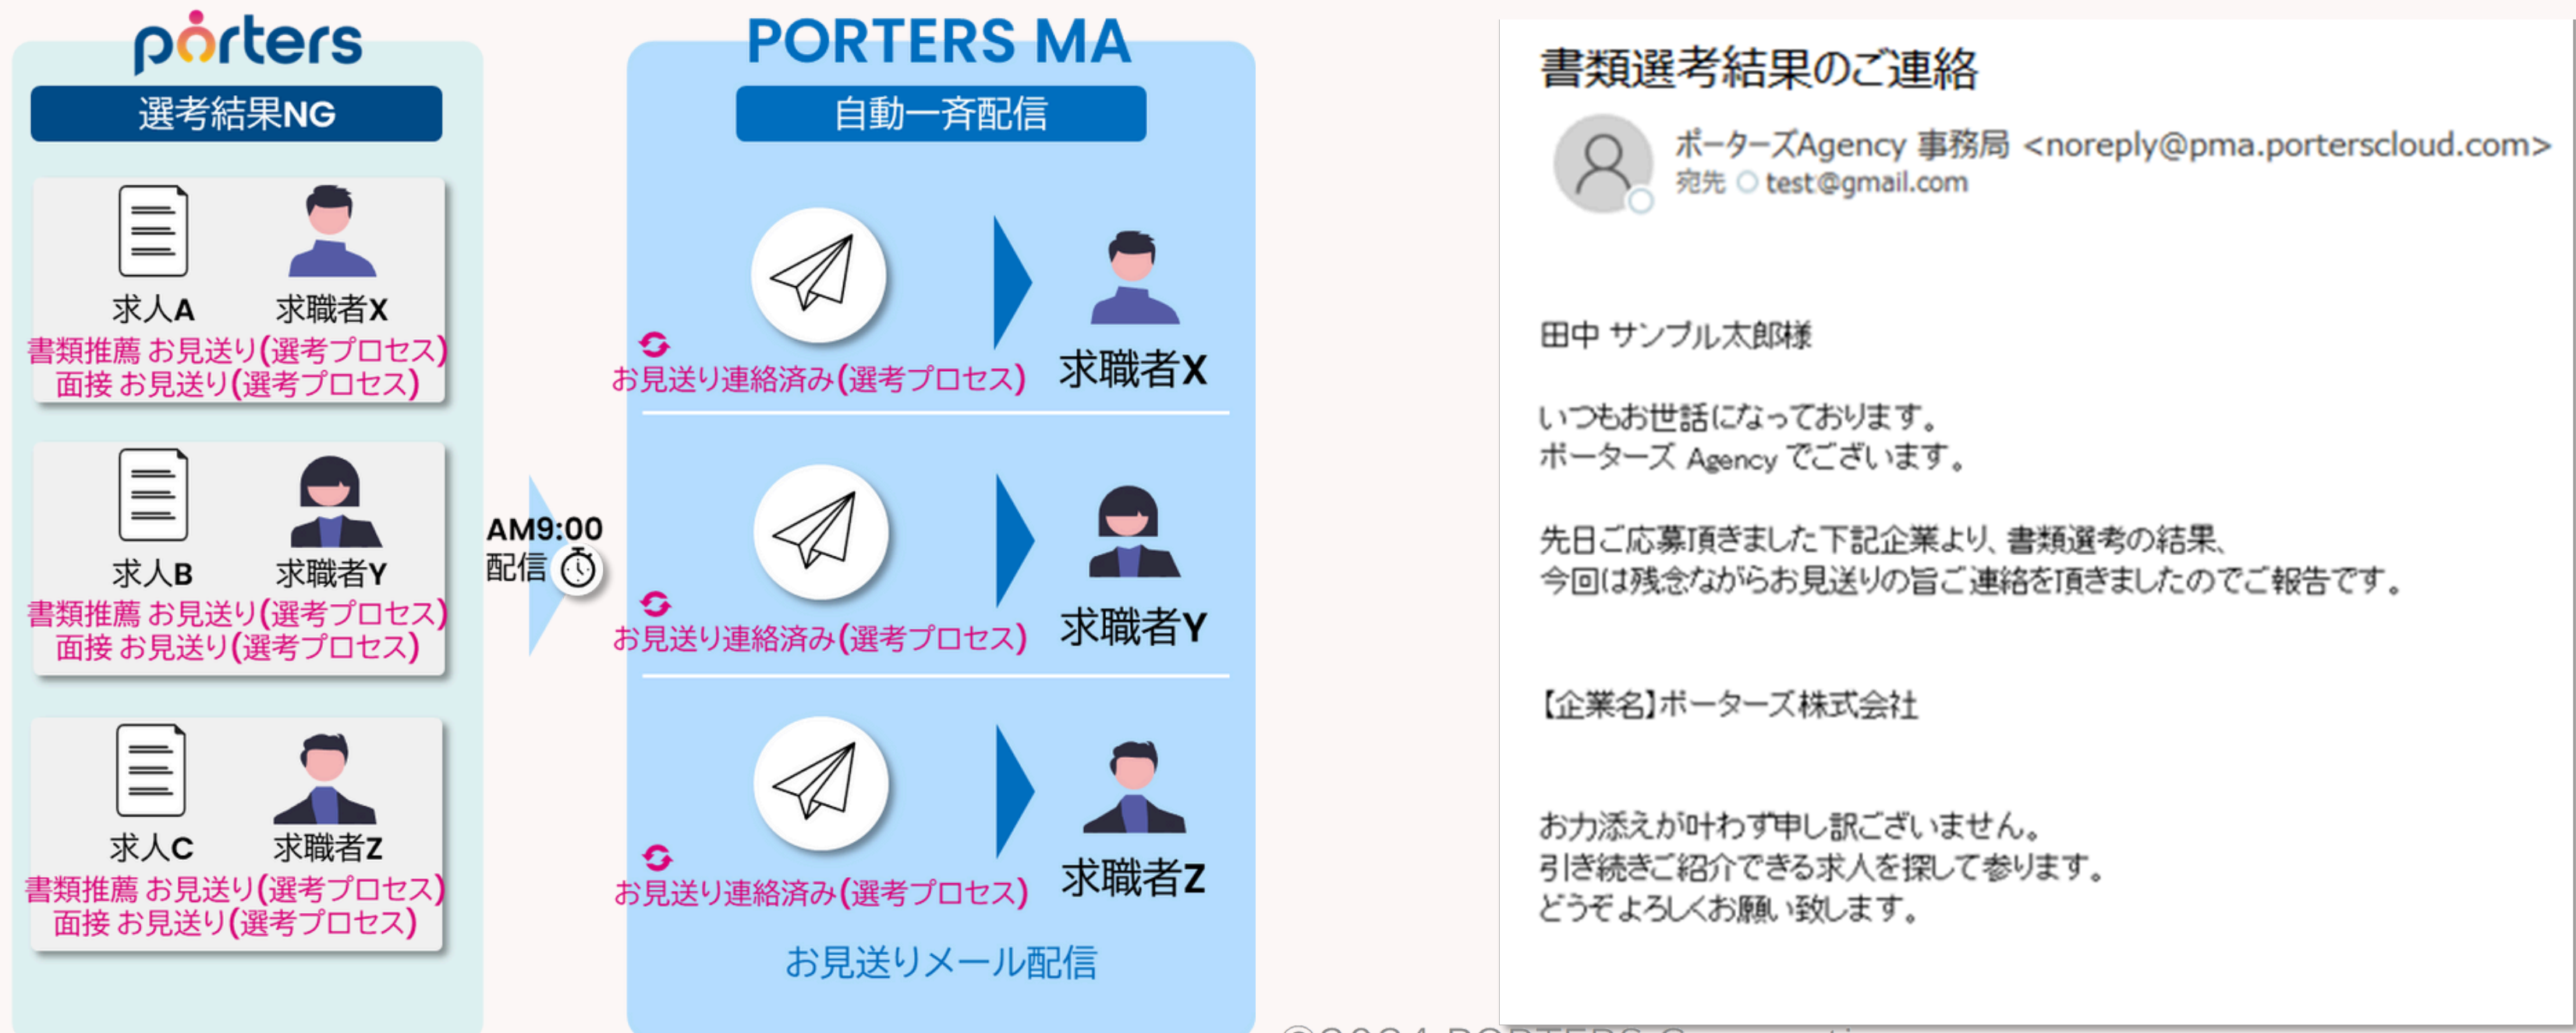 porters
選考結果NG
求人A 求職者X
書類推薦 お見送り(選考プロセス)
面接 お見送り(選考プロセス)
求人B 求職者Y
書類推薦 お見送り(選考プロセス)
面接 お見送り(選考プロセス)
求人C 求職者Z
書類推薦 お見送り(選考プロセス)
面接 お見送り(選考プロセス)
AM9:00
配信
PORTERS MA
自動一斉配信
お見送り連絡済み(選考プロセス) 求職者X
お見送り連絡済み(選考プロセス) 求職者Y
お見送り連絡済み(選考プロセス) 求職者Z
お見送りメール配信
書類選考結果のご連絡
ポーターズAgency 事務局 <noreply@pma.porterscloud.com>
宛先 test@gmail.com
田中 サンプル太郎様
いつもお世話になっております。
ポーターズ Agency でございます。
先日ご応募頂きました下記企業より、書類選考の結果、
今回は残念ながらお見送りの旨ご連絡を頂きましたのでご報告です。
【企業名】ポーターズ株式会社
お力添えが叶わず申し訳ございません。
引き続きご紹介できる求人を探して参ります。
どうぞよろしくお願い致します。
©2024 PORTERS